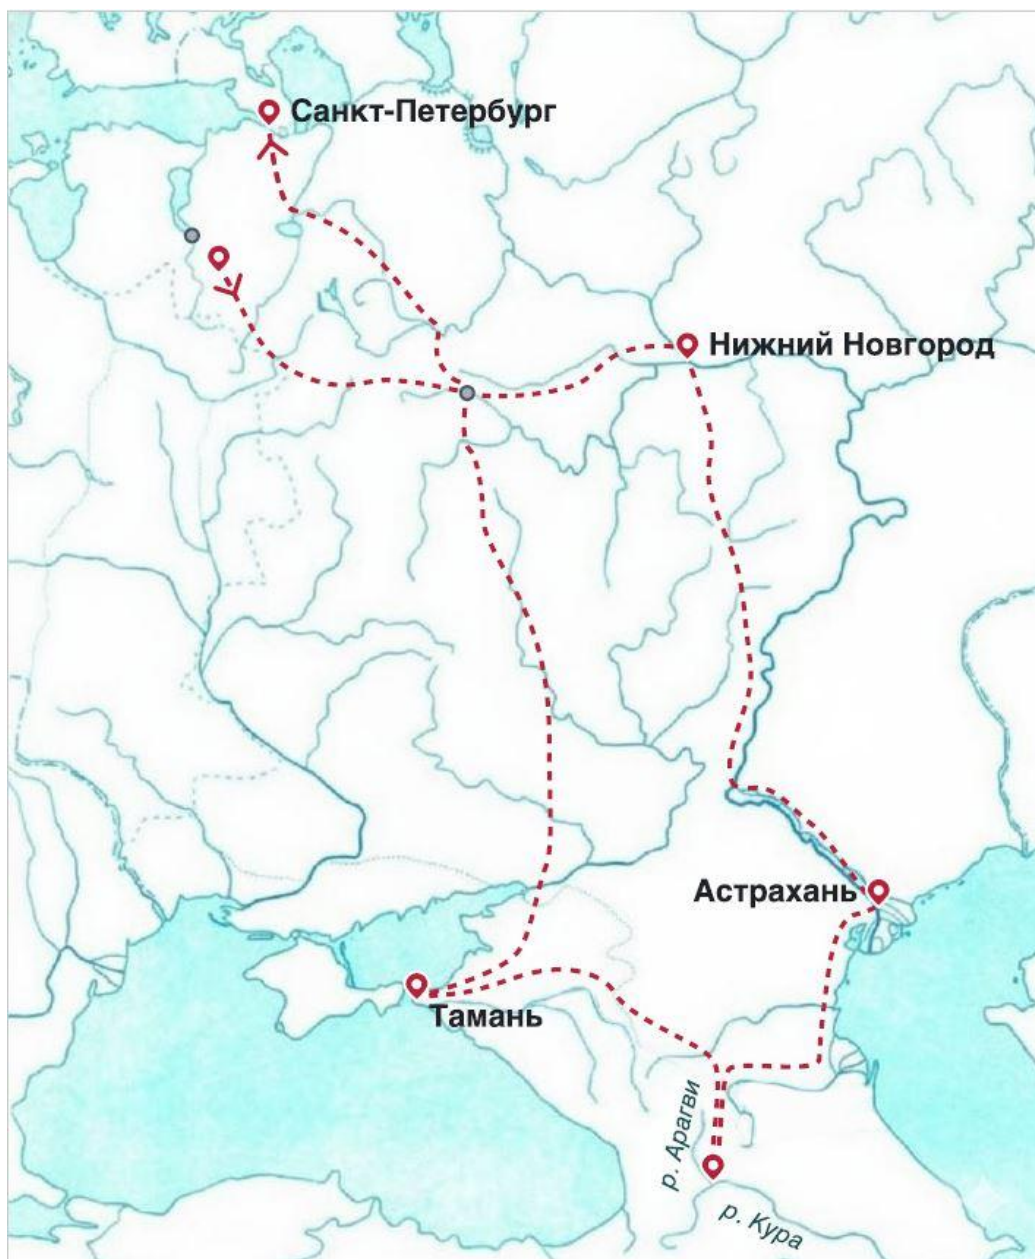 Санкт-Петербург
Нижний Новгород
Астрахань
Тамань
р. Арагви
р. Кура